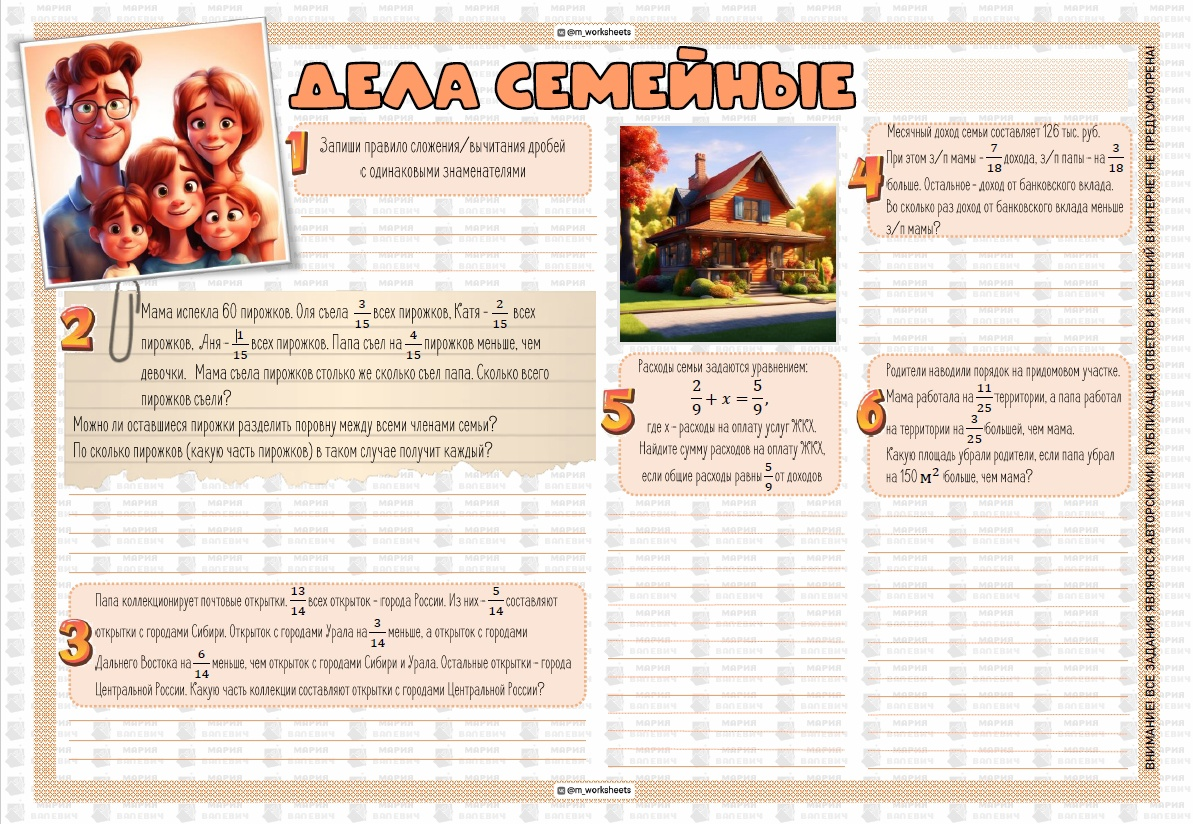 @m_worksheets
ДЕЛА СЕМЕЙНЫЕ
1
Запиши правило сложения/вычитания дробей
с одинаковыми знаменателями
2
Мама испекла 60 пирожков. Оля съела 3/15 всех пирожков, Катя – 2/15 всех
пирожков, Аня – 1/15 всех пирожков. Папа съел на 4/15 пирожков меньше, чем
девочки. Мама съела пирожков столько же сколько съел папа. Сколько всего
пирожков съели?
Можно ли оставшиеся пирожки разделить поровну между всеми членами семьи?
По сколько пирожков (какую часть пирожков) в таком случае получит каждый?
3
Папа коллекционирует почтовые открытки. 13/14 всех открыток – города России. Из них – 5/14 составляют
открытки с городами Сибири. Открыток с городами Урала на 3/14 меньше, а открыток с городами
Дальнего Востока на 6/14 меньше, чем открыток с городами Сибири и Урала. Остальные открытки – города
Центральной России. Какую часть коллекции составляют открытки с городами Центральной России?
4
Месячный доход семьи составляет 126 тыс. руб.
При этом з/п мамы – 7/18 дохода, з/п папы – на 3/18
больше. Остальное – доход от банковского вклада.
Во сколько раз доход от банковского вклада меньше
з/п мамы?
5
Расходы семьи задаются уравнением:
2/9 + x = 5/9,
где x – расходы на оплату услуг ЖКХ.
Найдите сумму расходов на оплату ЖКХ,
если общие расходы равны 5/9 от доходов
6
Родители наводили порядок на придомовом участке.
Мама работала на 11/25 территории, а папа работал
на территории на 3/25 большей, чем мама.
Какую площадь убрали родители, если папа убрал
на 150 м² больше, чем мама?
ВНИМАНИЕ! ВСЕ ЗАДАНИЯ ЯВЛЯЮТСЯ АВТОРСКИМИ! ПУБЛИКАЦИЯ ОТВЕТОВ И РЕШЕНИЙ В ИНТЕРНЕТ НЕ ПРЕДУСМОТРЕНА!
@m_worksheets